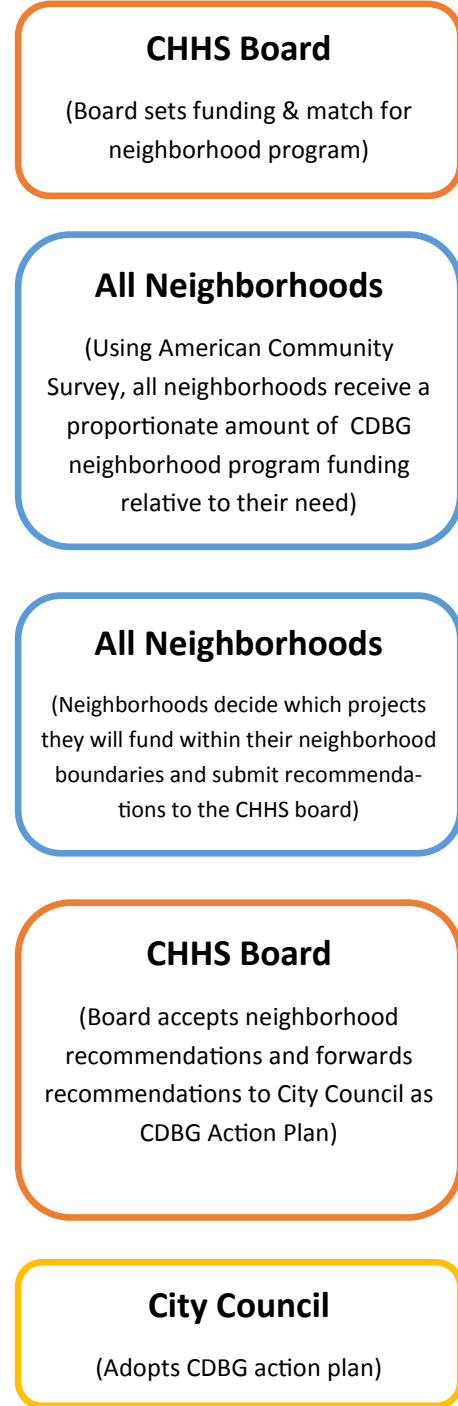 CHHS Board
(Board sets funding & match for
neighborhood program)
All Neighborhoods
(Using American Community
Survey, all neighborhoods receive a
proportionate amount of CDBG
neighborhood program funding
relative to their need)
All Neighborhoods
(Neighborhoods decide which projects
they will fund within their neighborhood
boundaries and submit recommenda-
tions to the CHHS board)
CHHS Board
(Board accepts neighborhood
recommendations and forwards
recommendations to City Council as
CDBG Action Plan)
City Council
(Adopts CDBG action plan)